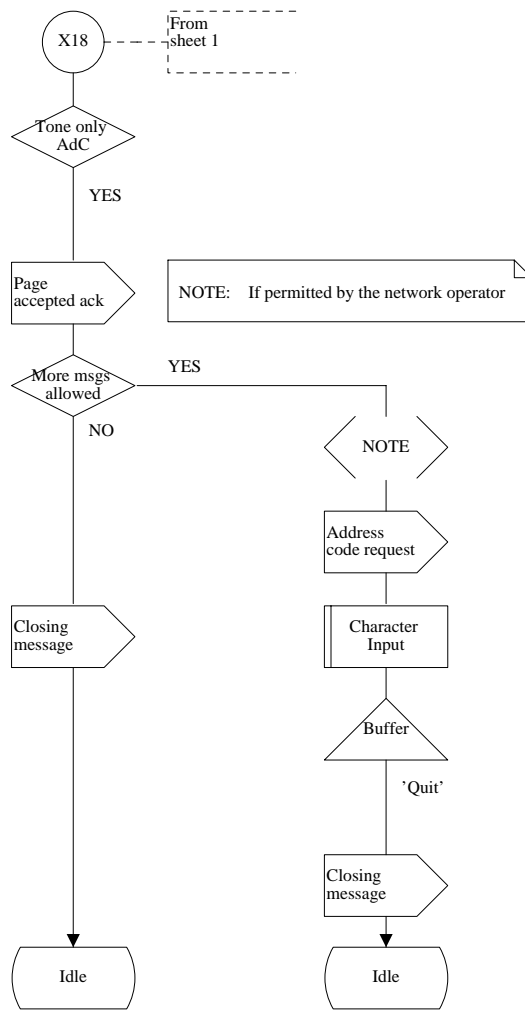 X18
From
sheet 1
Tone only
AdC
YES
Page
accepted ack
NOTE: If permitted by the network operator
More msgs
allowed
YES
NO
NOTE
Address
code request
Closing
message
Character
Input
Buffer
’Quit’
Closing
message
Idle
Idle